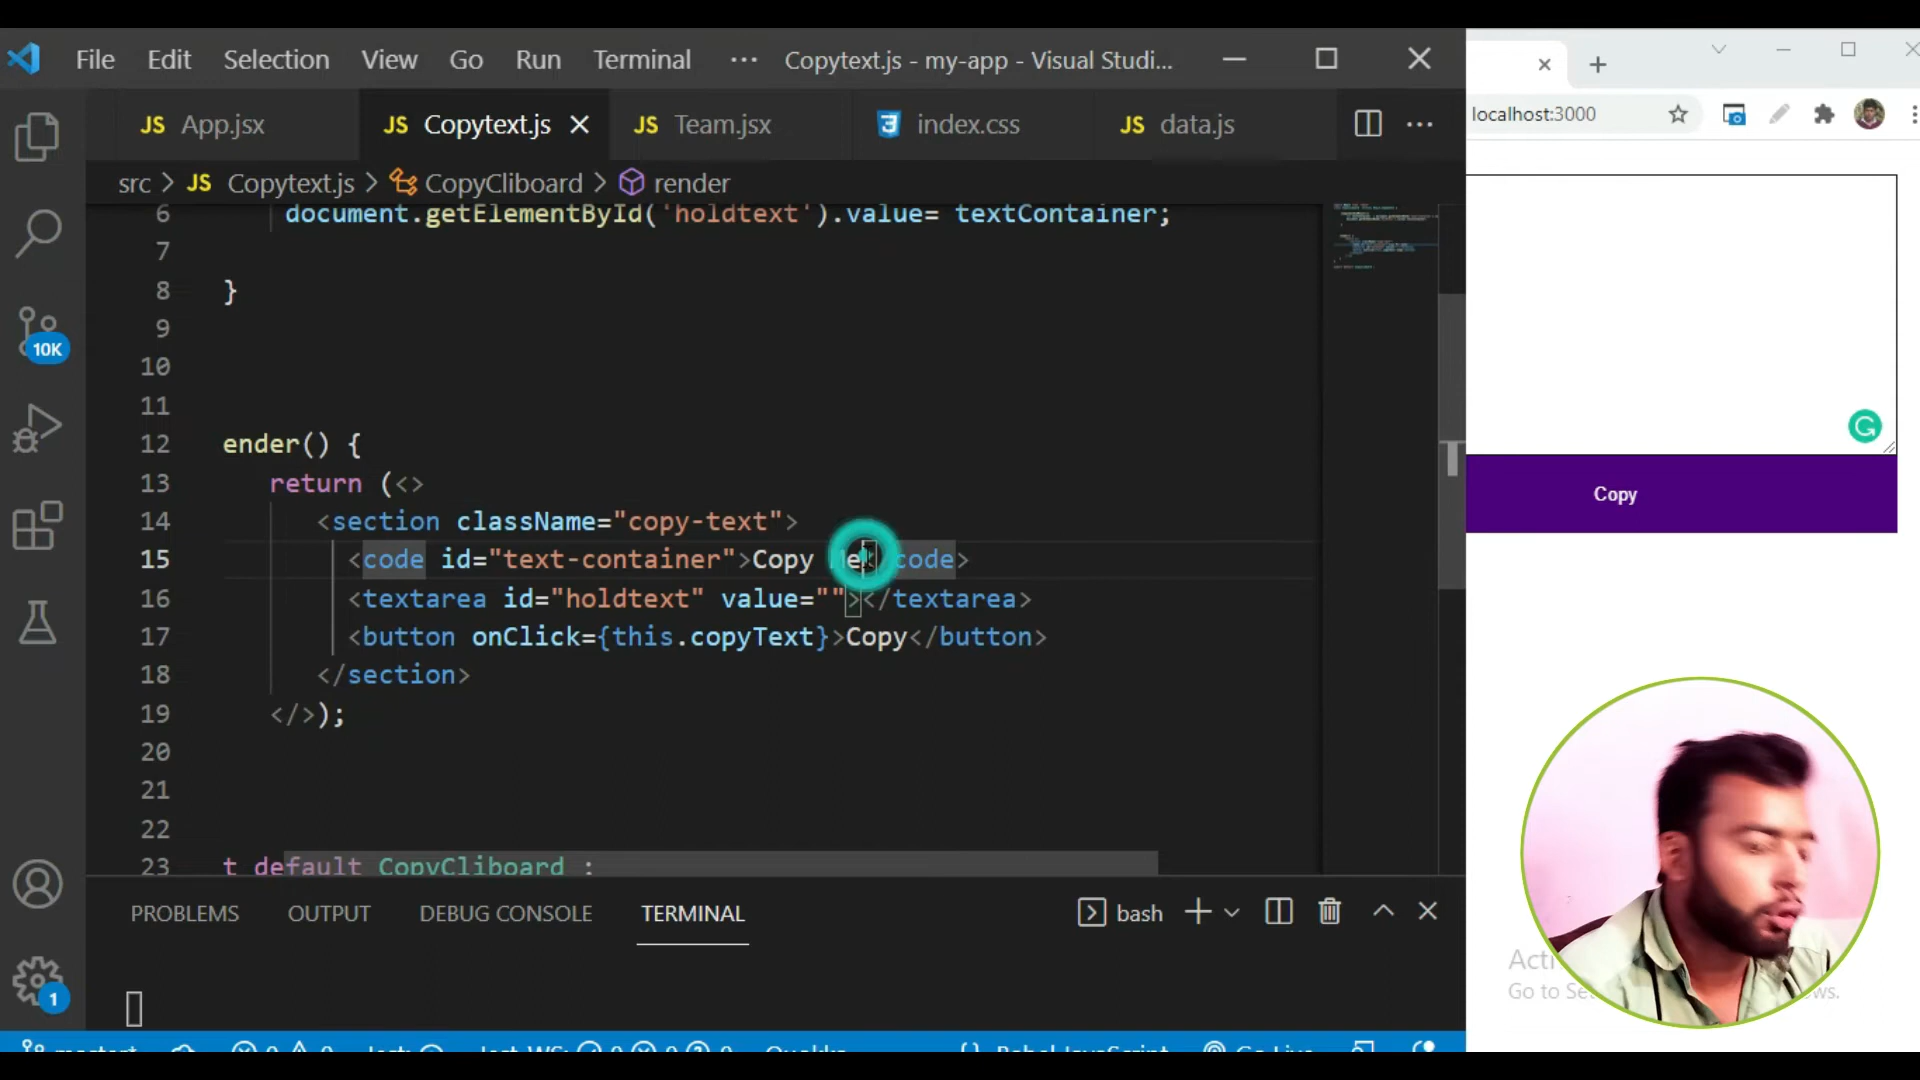 File Edit Selection View Go Run Terminal ··· Copytext.js - my-app - Visual Studi...
JS App.jsx JS Copytext.js JS Team.jsx index.css JS data.js
localhost:3000
src > JS Copytext.js > CopyCliboard > render
6 document.getElementById('holdtext').value= textContainer;
7
8 }
9
10
11
12 ender() {
13 return (<>
14 <section className="copy-text">
15 <code id="text-container">Copy code>
16 <textarea id="holdtext" value=""></textarea>
17 <button onClick={this.copyText}>Copy</button>
18 </section>
19 </>);
20
21
22
23 t default CopyCliboard ;
10K
1
Copy
PROBLEMS OUTPUT DEBUG CONSOLE TERMINAL bash
Go to